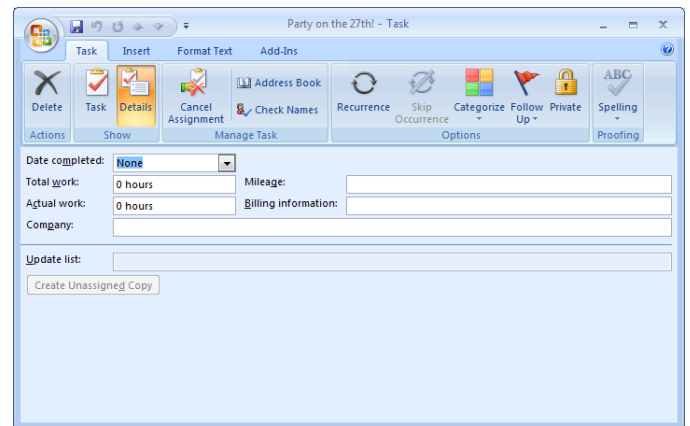 Party on the 27th! - Task
Task Insert Format Text Add-Ins
Delete Task Details Cancel Assignment Address Book Check Names Recurrence Skip Occurrence Categorize Follow Up Private ABC Spelling
Actions Show Manage Task Options Proofing
Date completed: None
Total work: 0 hours Mileage:
Actual work: 0 hours Billing information:
Company:
Update list:
Create Unassigned Copy